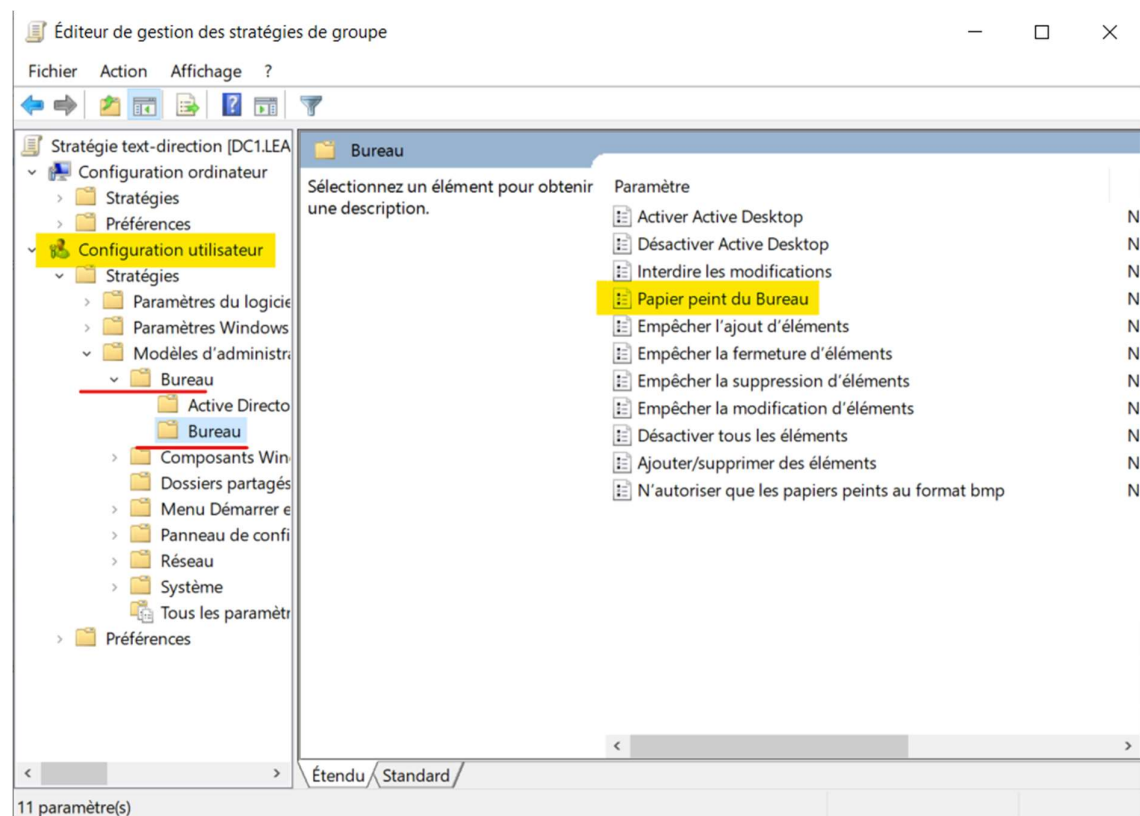 Éditeur de gestion des stratégies de groupe
Fichier Action Affichage ?
Stratégie text-direction [DC1.LEA
Configuration ordinateur
Stratégies
Préférences
Configuration utilisateur
Stratégies
Paramètres du logicie
Paramètres Windows
Modèles d'administra
Bureau
Active Directo
Bureau
Composants Win
Dossiers partagés
Menu Démarrer e
Panneau de confi
Réseau
Système
Tous les paramètr
Préférences
Bureau
Sélectionnez un élément pour obtenir
une description.
Paramètre
Activer Active Desktop N
Désactiver Active Desktop N
Interdire les modifications N
Papier peint du Bureau N
Empêcher l'ajout d'éléments N
Empêcher la fermeture d'éléments N
Empêcher la suppression d'éléments N
Empêcher la modification d'éléments N
Désactiver tous les éléments N
Ajouter/supprimer des éléments N
N'autoriser que les papiers peints au format bmp N
Étendu Standard
11 paramètre(s)